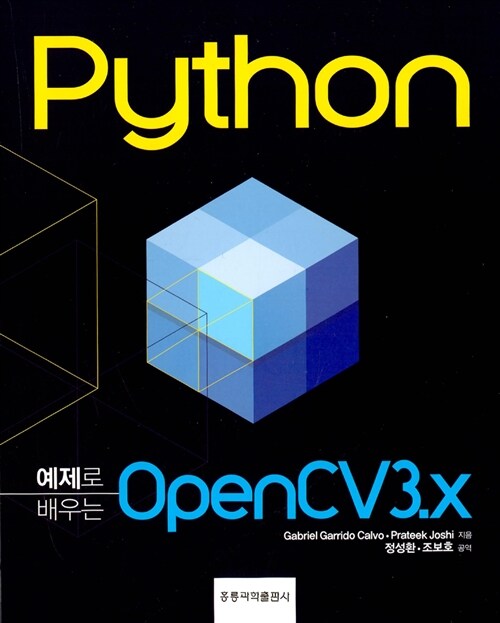 Python
예제로
배우는
OpenCV3.x
Gabriel Garrido Calvo • Prateek Joshi 지음
정성환 • 조보호 공역
홍릉과학출판사